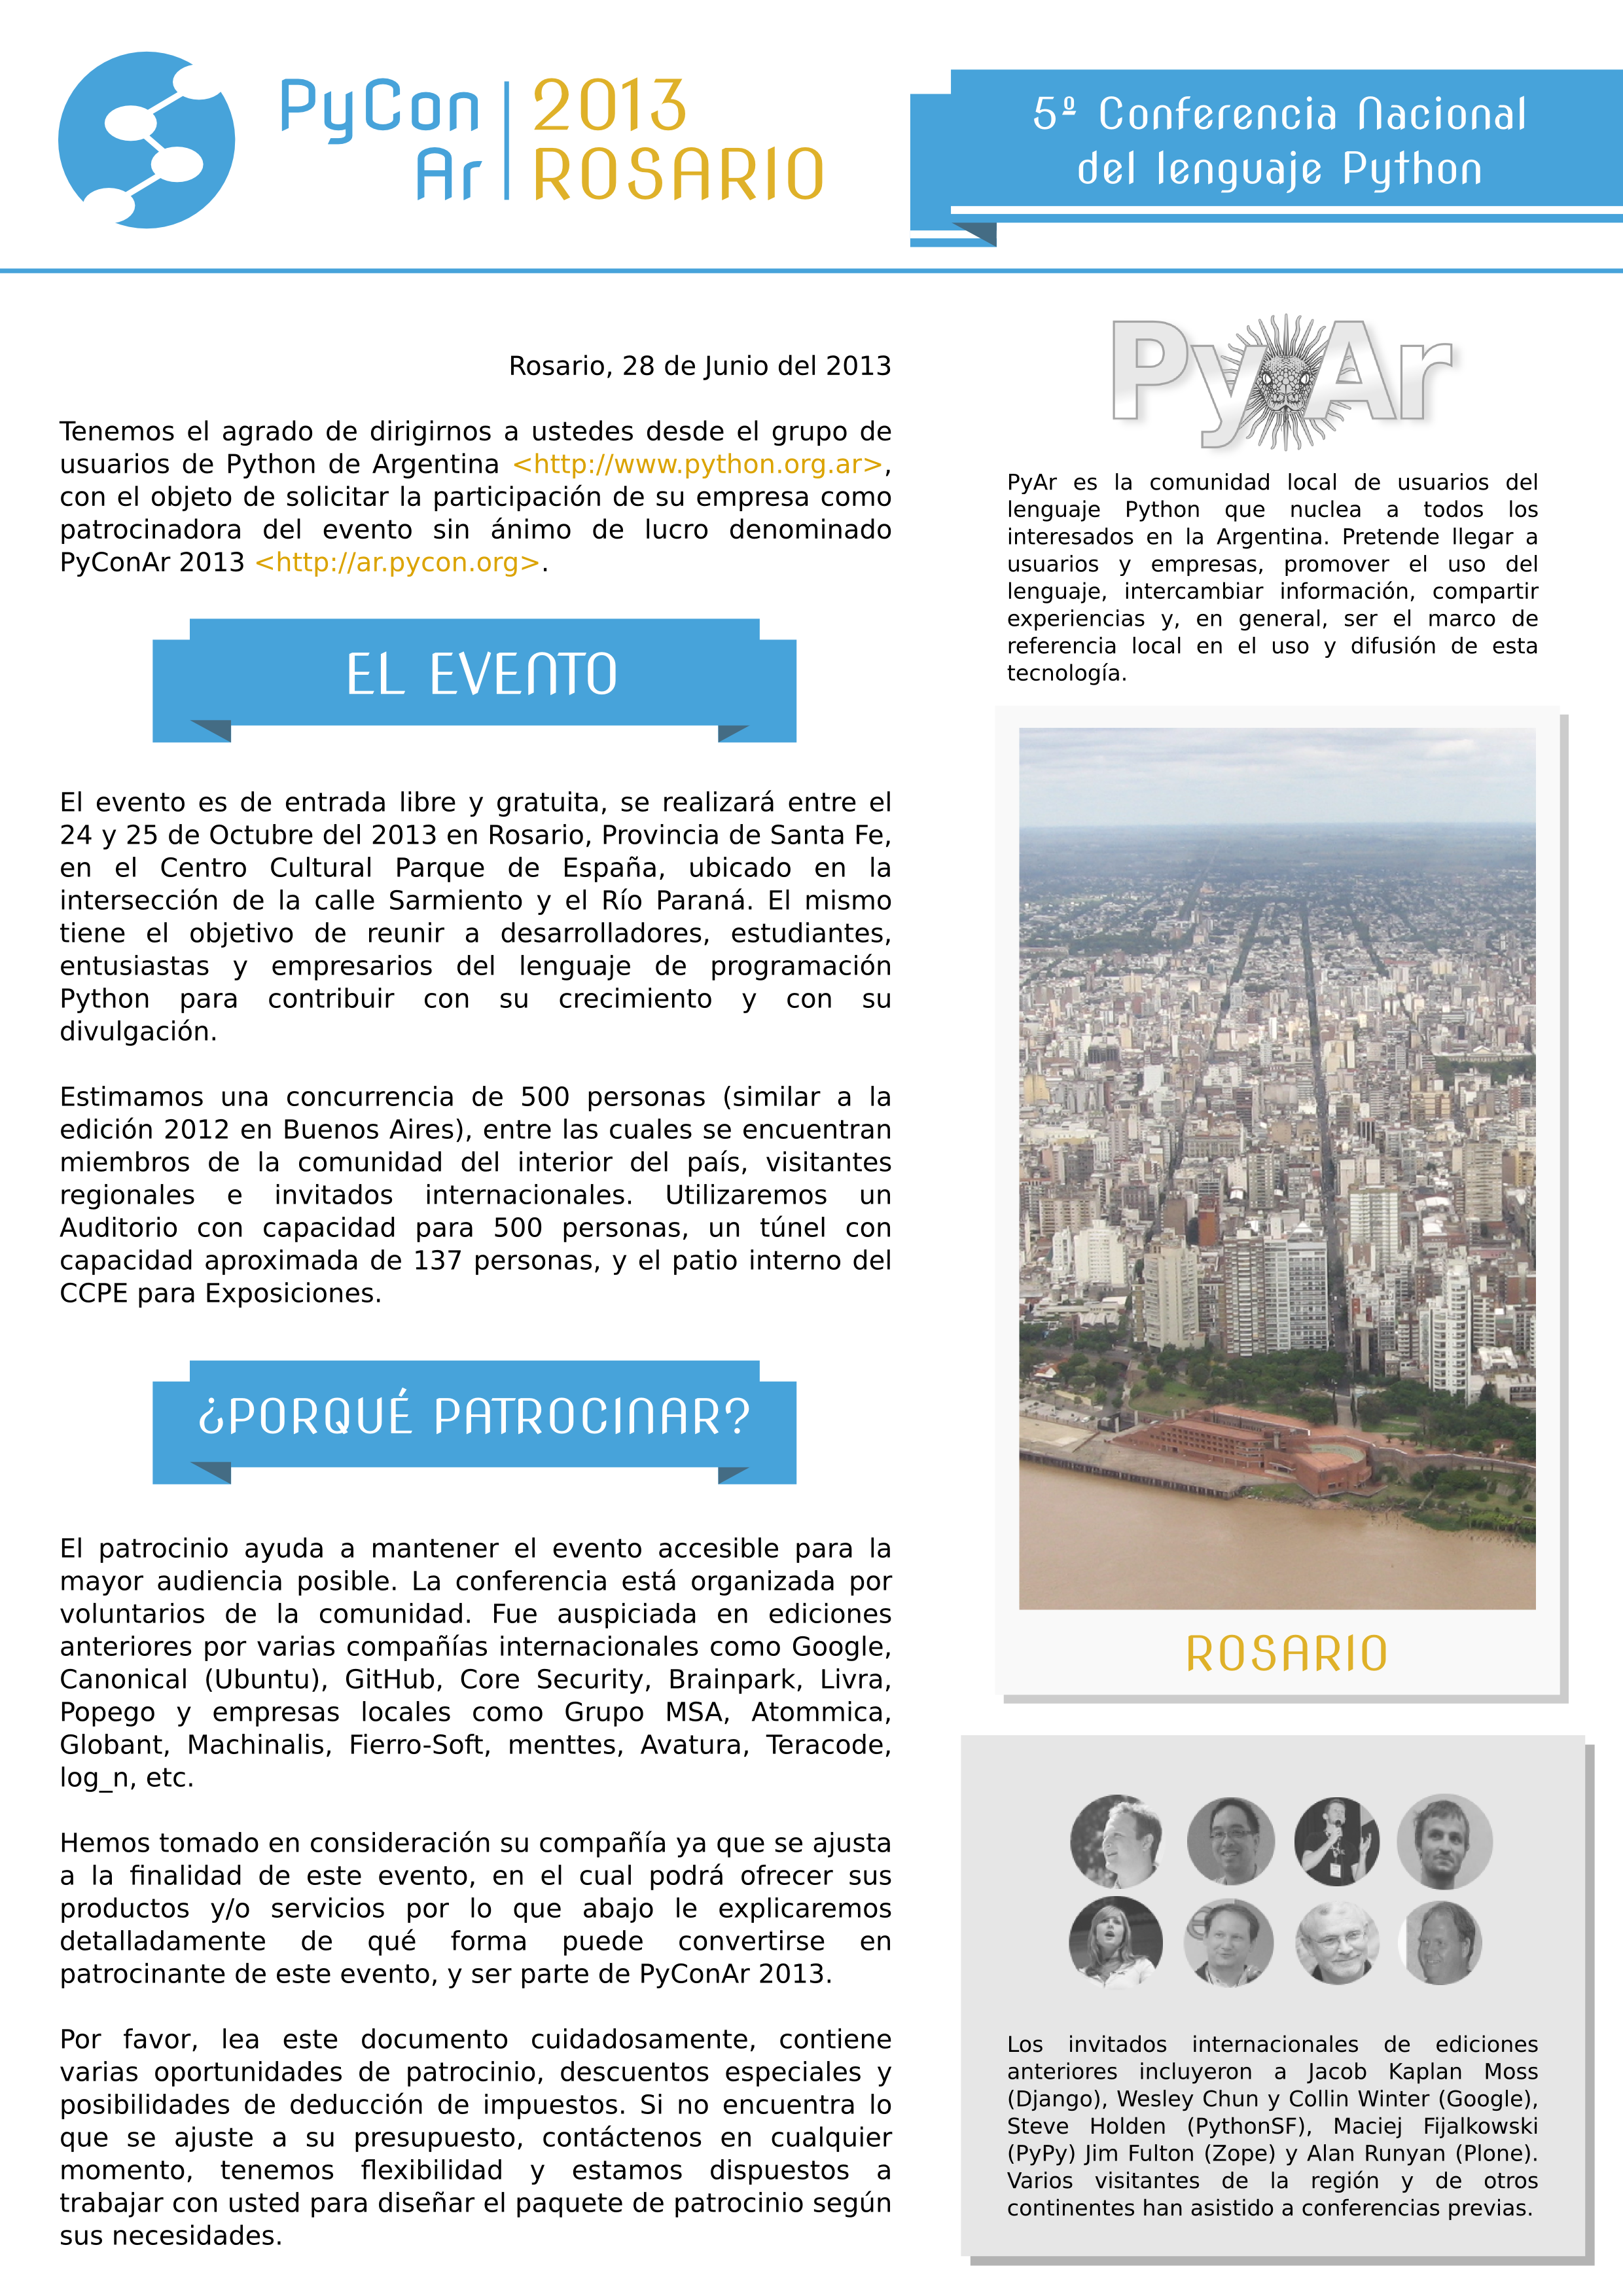 PyCon
Ar
2013
ROSARIO
5º Conferencia Nacional
del lenguaje Python
Rosario, 28 de Junio del 2013
Tenemos el agrado de dirigirnos a ustedes desde el grupo de
usuarios de Python de Argentina <http://www.python.org.ar>,
con el objeto de solicitar la participación de su empresa como
patrocinadora del evento sin ánimo de lucro denominado
PyConAr 2013 <http://ar.pycon.org>.
EL EVENTO
El evento es de entrada libre y gratuita, se realizará entre el
24 y 25 de Octubre del 2013 en Rosario, Provincia de Santa Fe,
en el Centro Cultural Parque de España, ubicado en la
intersección de la calle Sarmiento y el Río Paraná. El mismo
tiene el objetivo de reunir a desarrolladores, estudiantes,
entusiastas y empresarios del lenguaje de programación
Python para contribuir con su crecimiento y con su
divulgación.
Estimamos una concurrencia de 500 personas (similar a la
edición 2012 en Buenos Aires), entre las cuales se encuentran
miembros de la comunidad del interior del país, visitantes
regionales e invitados internacionales. Utilizaremos un
Auditorio con capacidad para 500 personas, un túnel con
capacidad aproximada de 137 personas, y el patio interno del
CCPE para Exposiciones.
¿PORQUÉ PATROCINAR?
El patrocinio ayuda a mantener el evento accesible para la
mayor audiencia posible. La conferencia está organizada por
voluntarios de la comunidad. Fue auspiciada en ediciones
anteriores por varias compañías internacionales como Google,
Canonical (Ubuntu), GitHub, Core Security, Brainpark, Livra,
Popego y empresas locales como Grupo MSA, Atommica,
Globant, Machinalis, Fierro-Soft, menttes, Avatura, Teracode,
log_n, etc.
Hemos tomado en consideración su compañía ya que se ajusta
a la finalidad de este evento, en el cual podrá ofrecer sus
productos y/o servicios por lo que abajo le explicaremos
detalladamente de qué forma puede convertirse en
patrocinante de este evento, y ser parte de PyConAr 2013.
Por favor, lea este documento cuidadosamente, contiene
varias oportunidades de patrocinio, descuentos especiales y
posibilidades de deducción de impuestos. Si no encuentra lo
que se ajuste a su presupuesto, contáctenos en cualquier
momento, tenemos flexibilidad y estamos dispuestos a
trabajar con usted para diseñar el paquete de patrocinio según
sus necesidades.
PyAr
PyAr es la comunidad local de usuarios del
lenguaje Python que nuclea a todos los
interesados en la Argentina. Pretende llegar a
usuarios y empresas, promover el uso del
lenguaje, intercambiar información, compartir
experiencias y, en general, ser el marco de
referencia local en el uso y difusión de esta
tecnología.
ROSARIO
Los invitados internacionales de ediciones
anteriores incluyeron a Jacob Kaplan Moss
(Django), Wesley Chun y Collin Winter (Google),
Steve Holden (PythonSF), Maciej Fijalkowski
(PyPy) Jim Fulton (Zope) y Alan Runyan (Plone).
Varios visitantes de la región y de otros
continentes han asistido a conferencias previas.